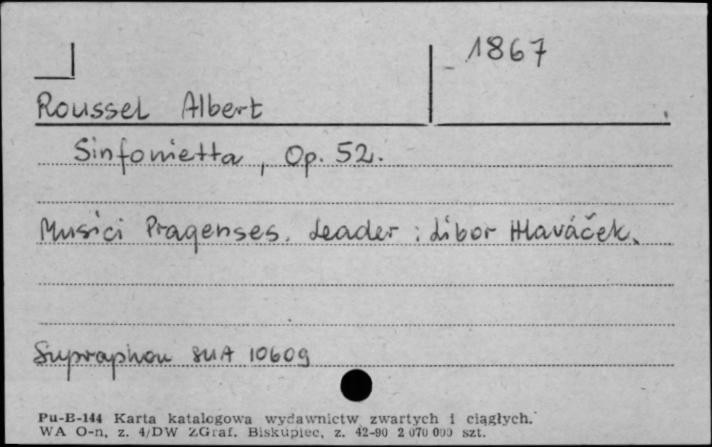 1867
Roussel Albert
Sinfonietta, Op. 52.
Musici Pragenses. Leader: Libor Hlaváček.
Supraphon SUA 10609
Pu-B-144 Karta katalogowa wydawnictw zwartych i ciągłych.
WA O-n, z. 4/DW ZGraf. Biskupiec, z. 42-90 2 070 000 szt.